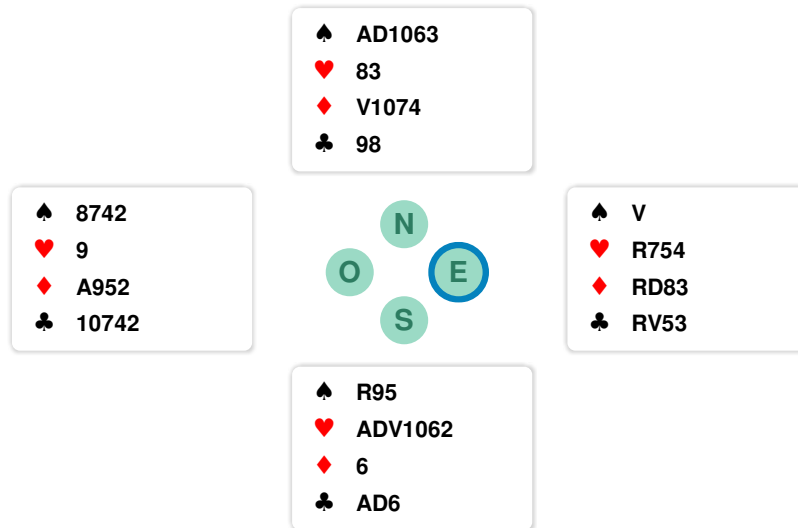 ♠ AD1063
♥ 83
♦ V1074
♣ 98
♠ 8742
♥ 9
♦ A952
♣ 10742
N
O E
S
♠ V
♥ R754
♦ RD83
♣ RV53
♠ R95
♥ ADV1062
♦ 6
♣ AD6